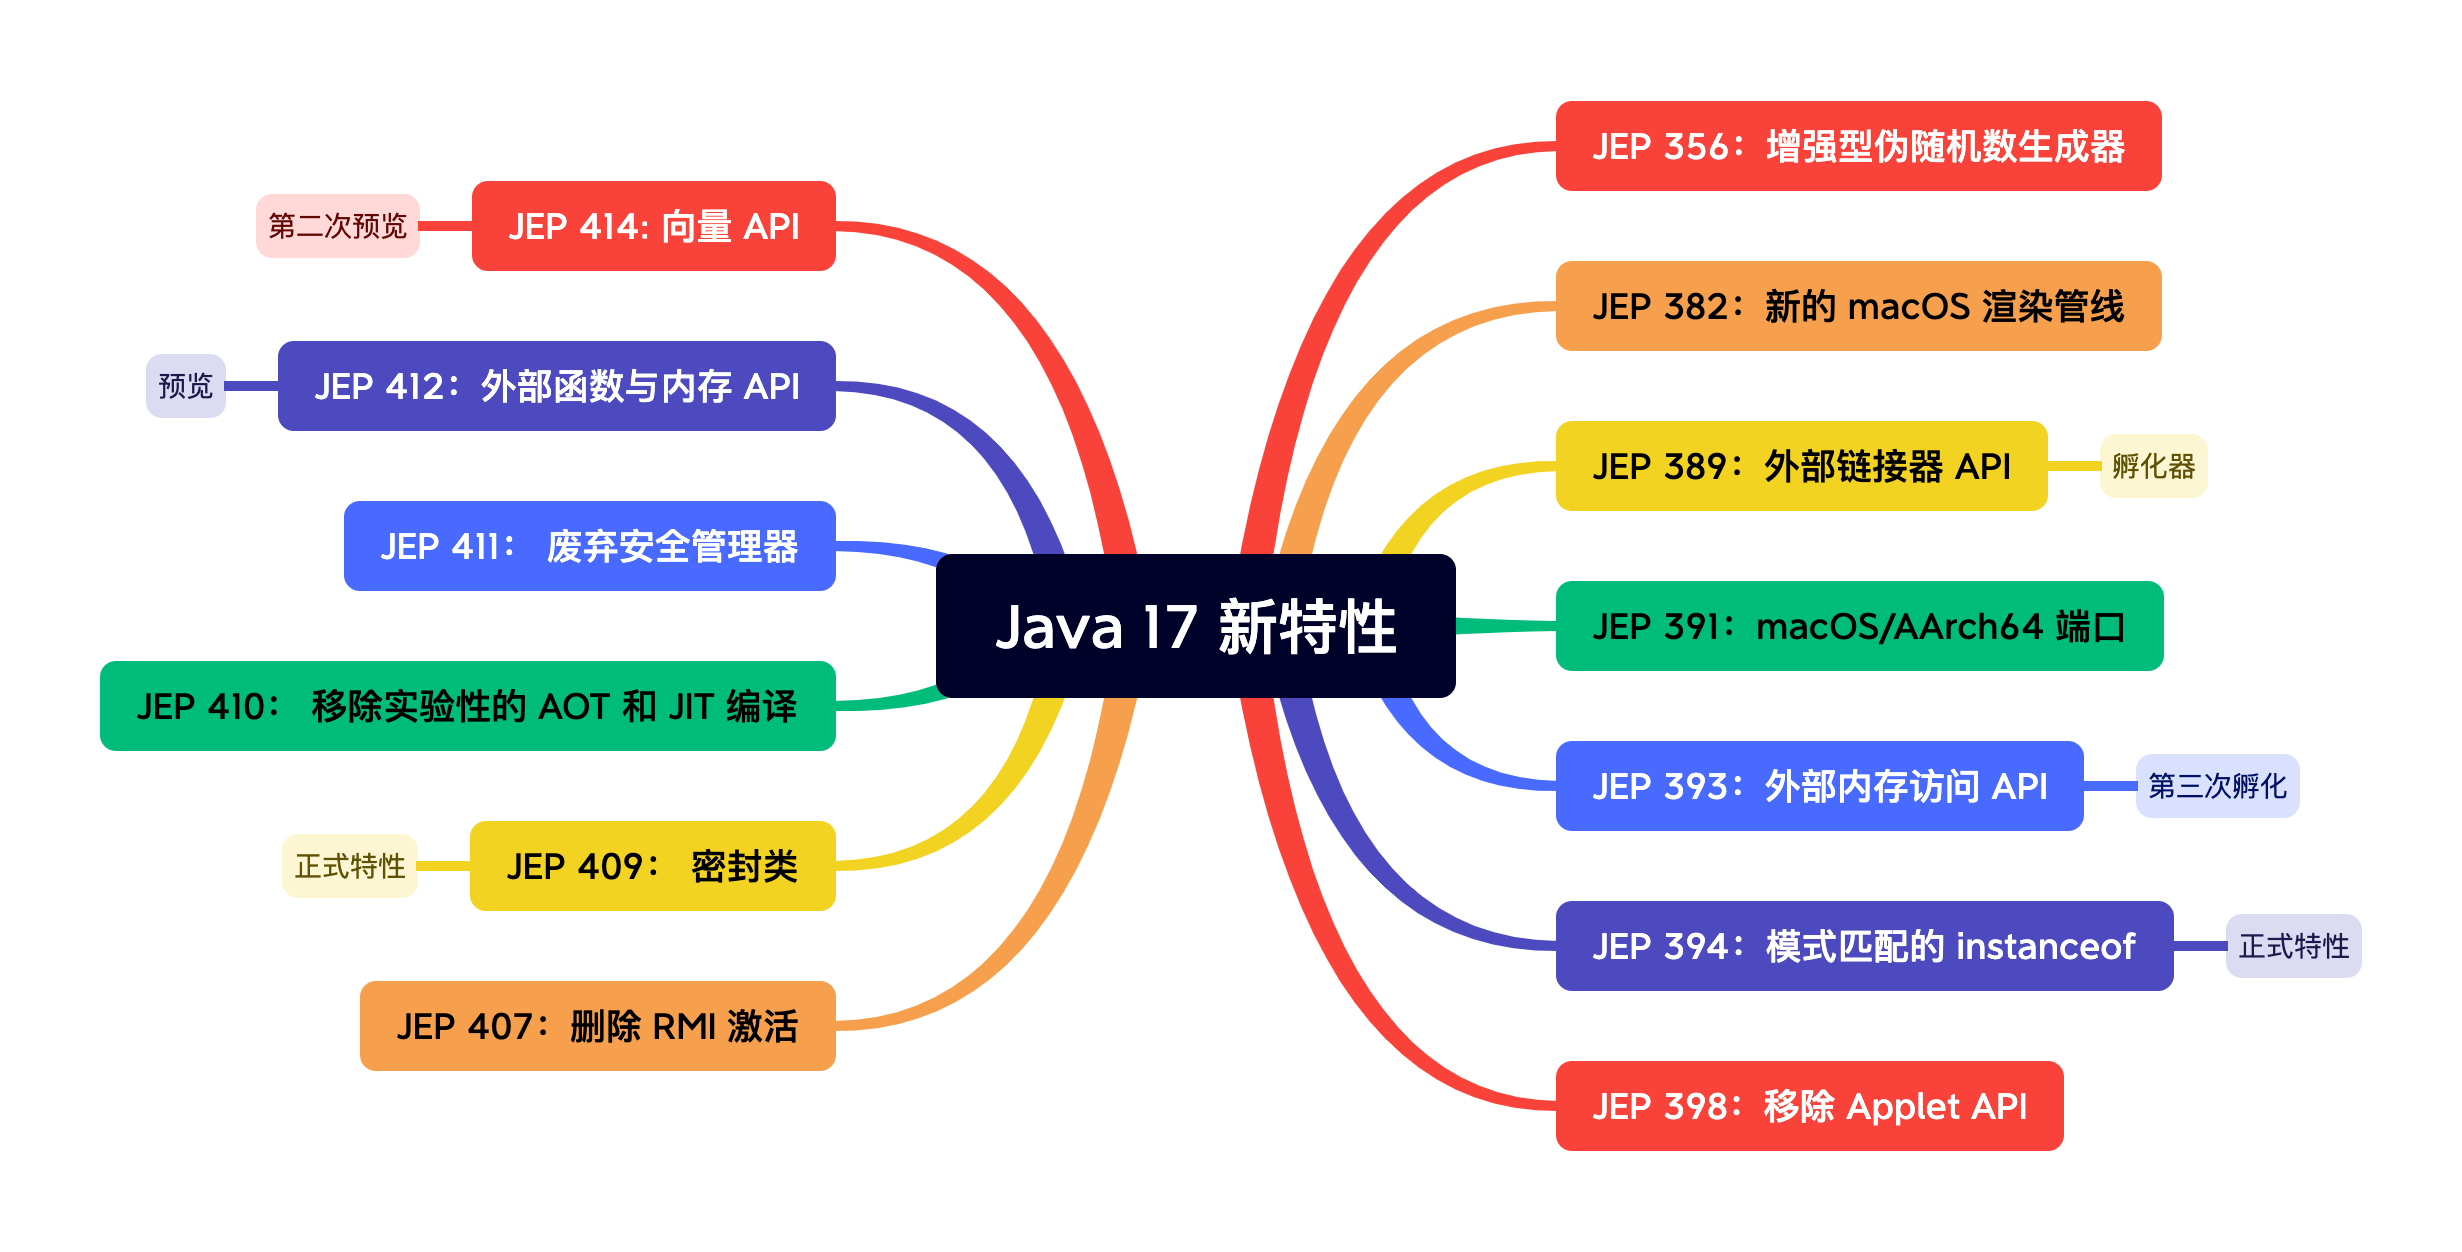 Java 17 新特性
JEP 356：增强型伪随机数生成器
JEP 382：新的 macOS 渲染管线
JEP 389：外部链接器 API
孵化器
JEP 391：macOS/AArch64 端口
JEP 393：外部内存访问 API
第三次孵化
JEP 394：模式匹配的 instanceof
正式特性
JEP 398：移除 Applet API
JEP 414: 向量 API
第二次预览
JEP 412：外部函数与内存 API
预览
JEP 411： 废弃安全管理器
JEP 410： 移除实验性的 AOT 和 JIT 编译
JEP 409： 密封类
正式特性
JEP 407：删除 RMI 激活